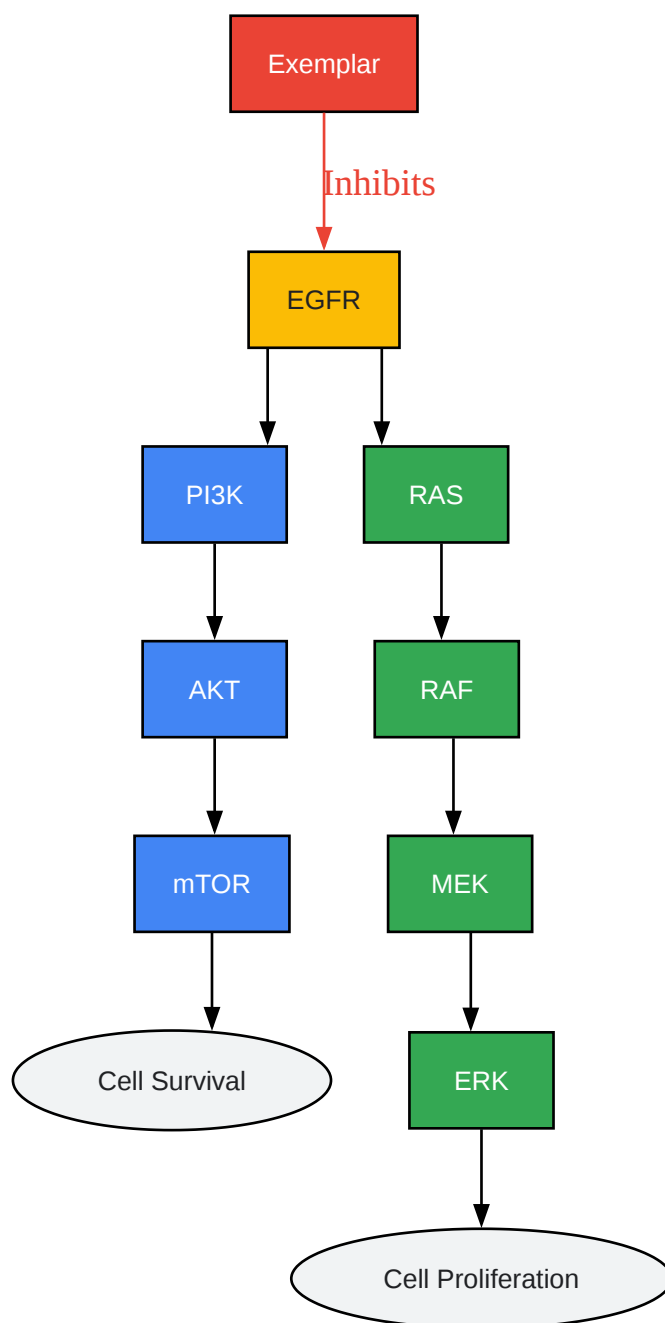 Exemplar
Inhibits
EGFR
PI3K
RAS
AKT
RAF
mTOR
MEK
Cell Survival
ERK
Cell Proliferation